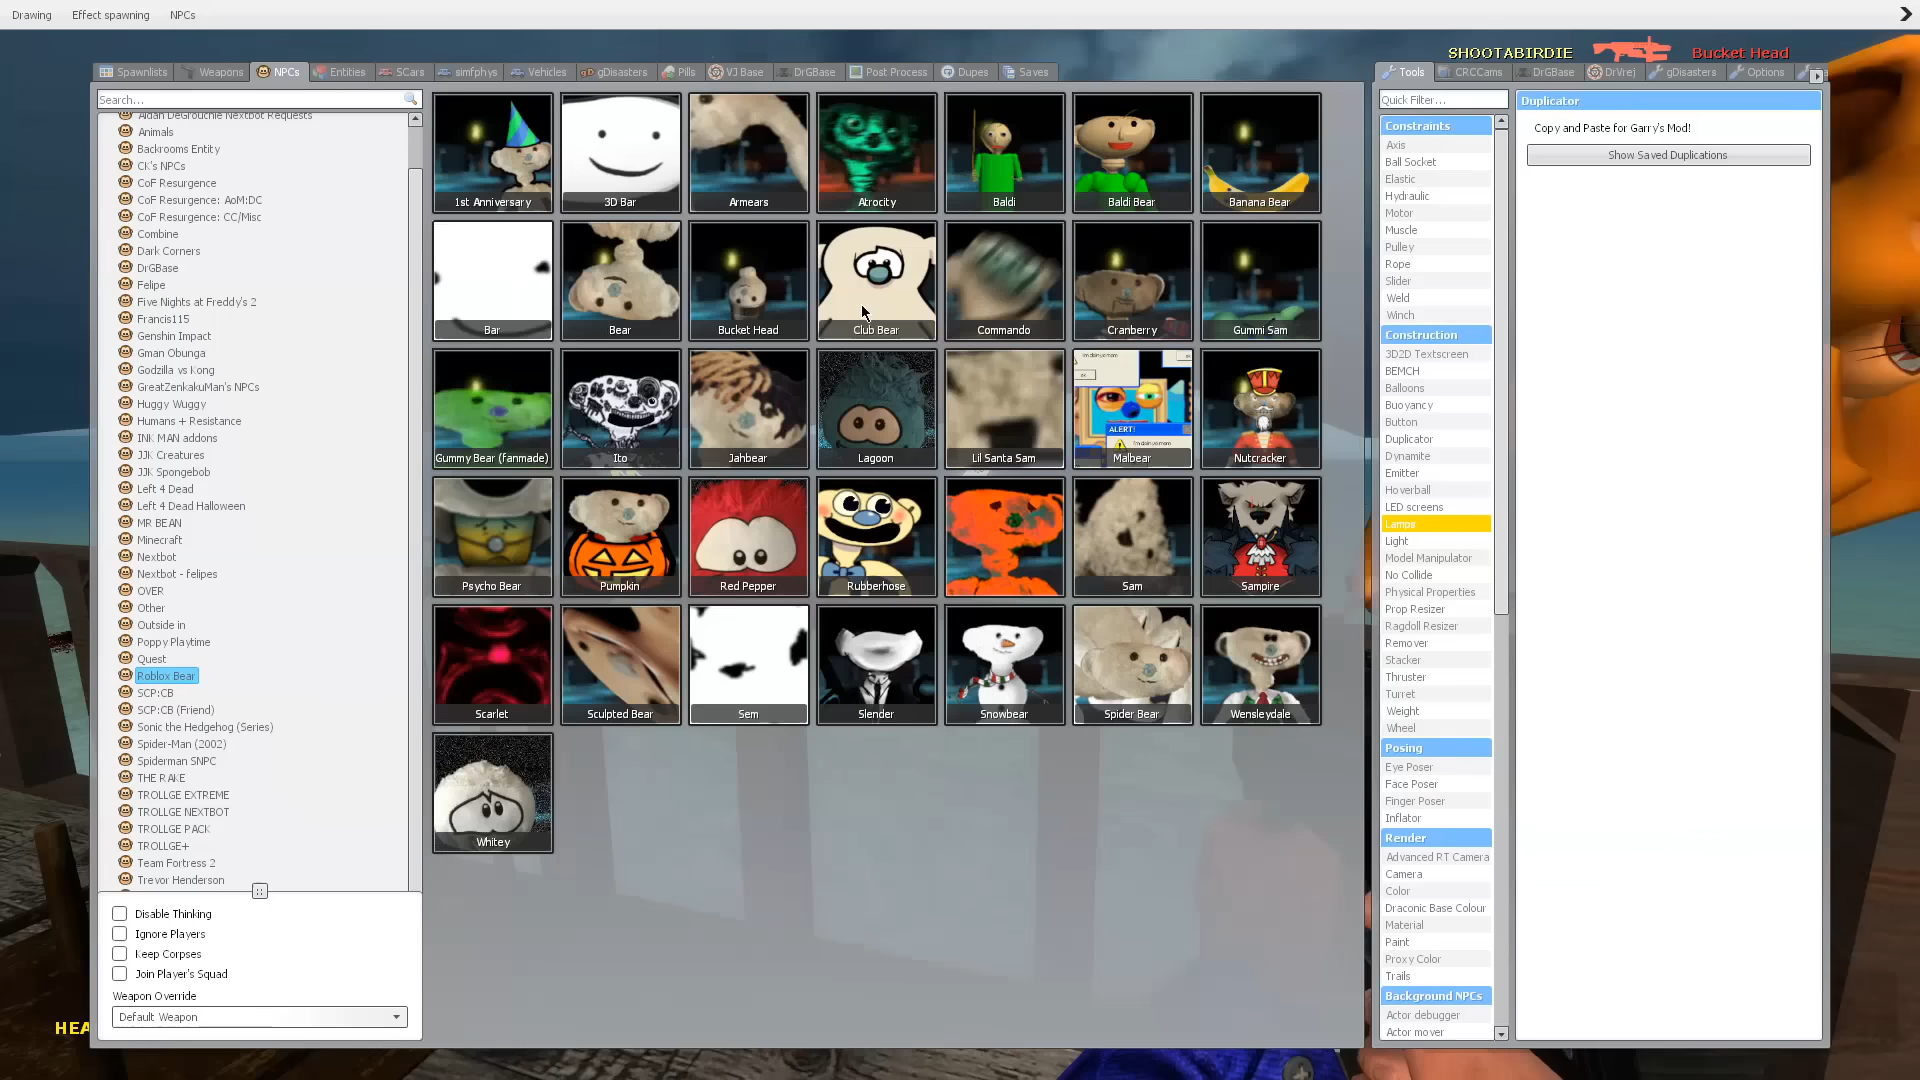 Drawing Effect spawning NPCs
SHOOTABIRDIE Bucket Head
Spawnlists Weapons NPCs Entities SCars simfphys Vehicles gDisasters Pills VJ Base DrGBase Post Process Dupes Saves
Search...
Aidan DeGrouchie Nextbot Requests
Animals
Backrooms Entity
CK's NPCs
CoF Resurgence
CoF Resurgence: AoM:DC
CoF Resurgence: CC/Misc
Combine
Dark Corners
DrGBase
Felipe
Five Nights at Freddy's 2
Francis115
Genshin Impact
Gman Obunga
Godzilla vs Kong
GreatZenkakuMan's NPCs
Huggy Wuggy
Humans + Resistance
INK MAN addons
JJK Creatures
JJK Spongebob
Left 4 Dead
Left 4 Dead Halloween
MR BEAN
Minecraft
Nextbot
Nextbot - felipes
OVER
Other
Outside in
Poppy Playtime
Quest
Roblox Bear
SCP:CB
SCP:CB (Friend)
Sonic the Hedgehog (Series)
Spider-Man (2002)
Spiderman SNPC
THE RAKE
TROLLGE EXTREME
TROLLGE NEXTBOT
TROLLGE PACK
TROLLGE+
Team Fortress 2
Trevor Henderson
Disable Thinking
Ignore Players
Keep Corpses
Join Player's Squad
Weapon Override
Default Weapon
HEA
1st Anniversary 3D Bar Armears Atrocity Baldi Baldi Bear Banana Bear
Bar Bear Bucket Head Club Bear Commando Cranberry Gummi Sam
ALERT!
Gummy Bear (fanmade) Ito Jahbear Lagoon Lil Santa Sam Malbear Nutcracker
Psycho Bear Pumpkin Red Pepper Rubberhose Sam Sampire
Scarlet Sculpted Bear Sem Slender Snowbear Spider Bear Wensleydale
Whitey
Tools CRCCams DrGBase DrVrej gDisasters Options
Quick Filter...
Constraints
Axis
Ball Socket
Elastic
Hydraulic
Motor
Muscle
Pulley
Rope
Slider
Weld
Winch
Construction
3D2D Textscreen
BEMCH
Balloons
Buoyancy
Button
Duplicator
Dynamite
Emitter
Hoverball
LED screens
Lamps
Light
Model Manipulator
No Collide
Physical Properties
Prop Resizer
Ragdoll Resizer
Remover
Stacker
Thruster
Turret
Weight
Wheel
Posing
Eye Poser
Face Poser
Finger Poser
Inflator
Render
Advanced RT Camera
Camera
Color
Draconic Base Colour
Material
Paint
Proxy Color
Trails
Background NPCs
Actor debugger
Actor mover
Duplicator
Copy and Paste for Garry's Mod!
Show Saved Duplications